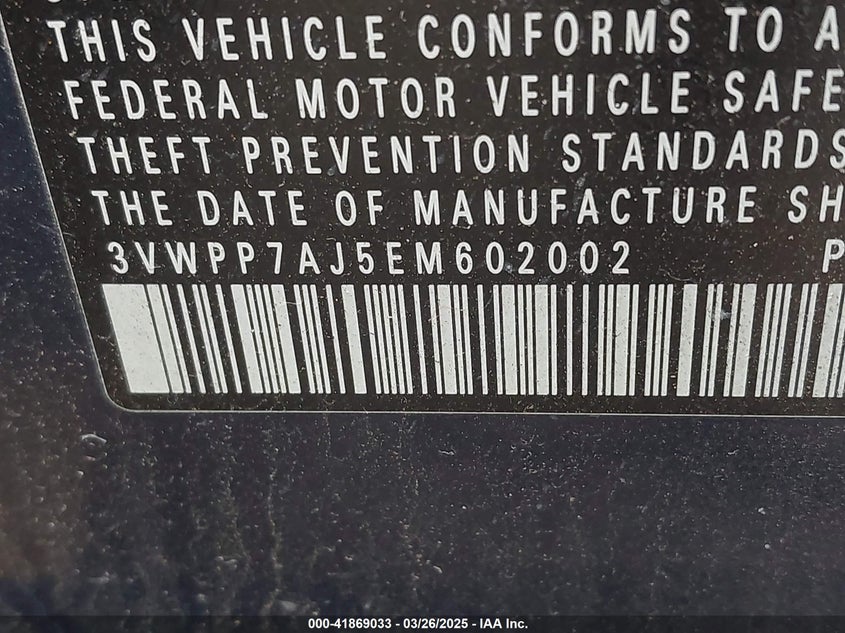 THIS VEHICLE CONFORMS TO A
FEDERAL MOTOR VEHICLE SAFE
THEFT PREVENTION STANDARDS
THE DATE OF MANUFACTURE SH
3VWPP7AJ5EM602002 P
000-41869033 - 03/26/2025 - IAA Inc.